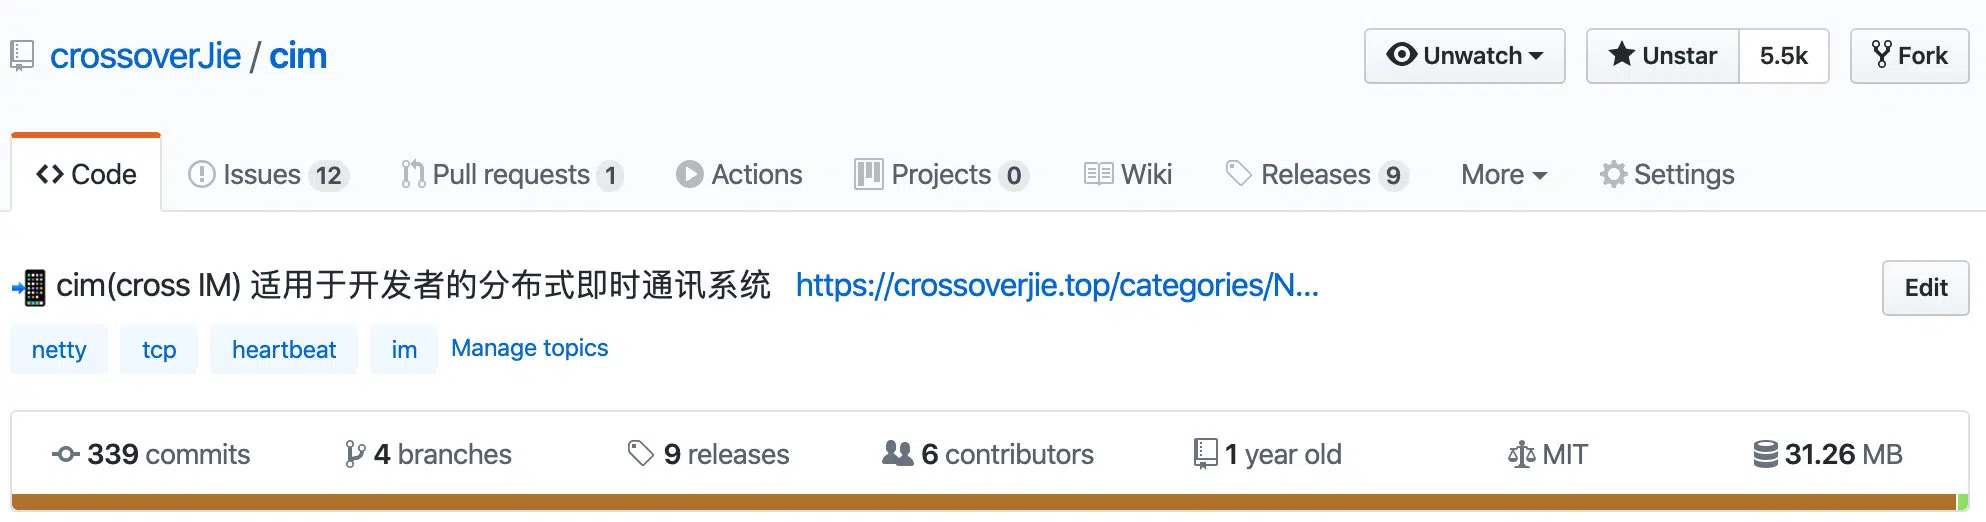 crossoverJie / cim Unwatch Unstar 5.5k Fork
Code Issues 12 Pull requests 1 Actions Projects 0 Wiki Releases 9 More Settings
cim(cross IM) 适用于开发者的分布式即时通讯系统 https://crossoverjie.top/categories/N... Edit
netty tcp heartbeat im Manage topics
339 commits 4 branches 9 releases 6 contributors 1 year old MIT 31.26 MB